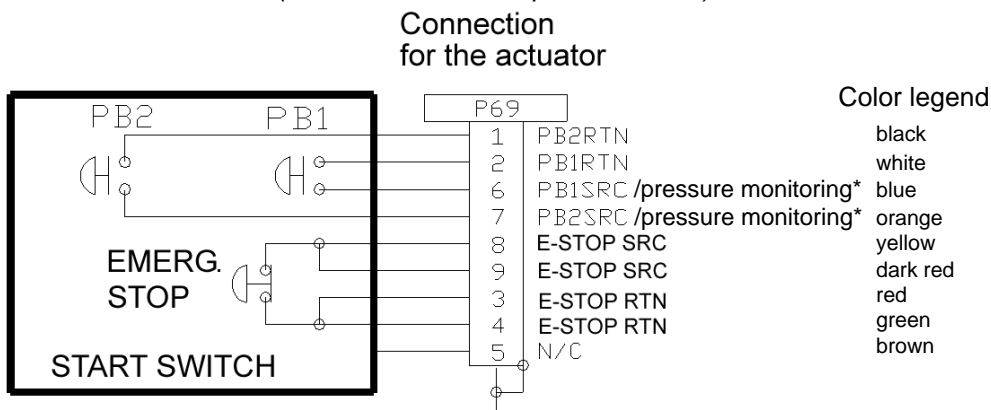 Connection
for the actuator
P69
Color legend
PB2 PB1
1 PB2RTN black
2 PB1RTN white
6 PB1SRC /pressure monitoring* blue
7 PB2SRC /pressure monitoring* orange
8 E-STOP SRC yellow
9 E-STOP SRC dark red
3 E-STOP RTN red
4 E-STOP RTN green
5 N/C brown
EMERG.
STOP
START SWITCH